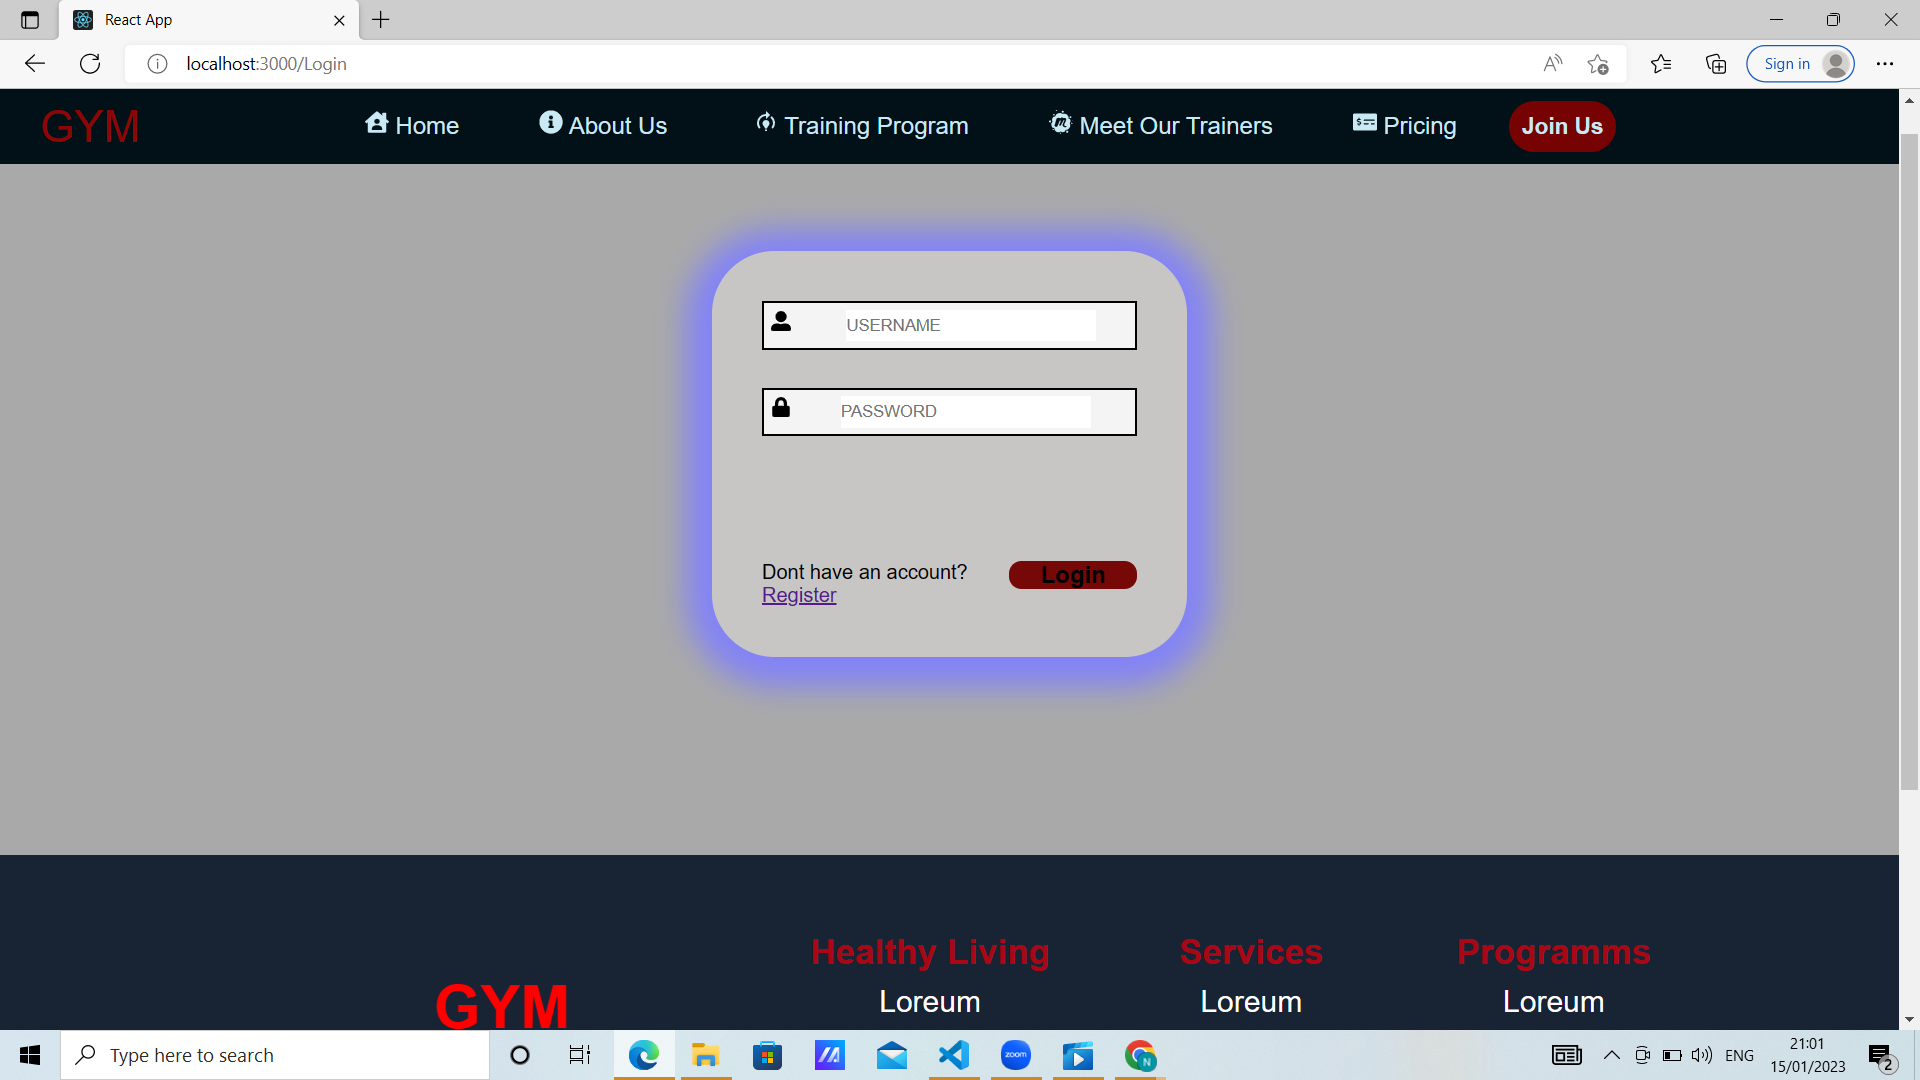 React App
localhost:3000/Login
Sign in
GYM
Home
About Us
Training Program
Meet Our Trainers
Pricing
Join Us
USERNAME
PASSWORD
Dont have an account?
Register
Login
GYM
Healthy Living
Loreum
Services
Loreum
Programms
Loreum
Type here to search
zoom
N
ENG
21:01
15/01/2023
2